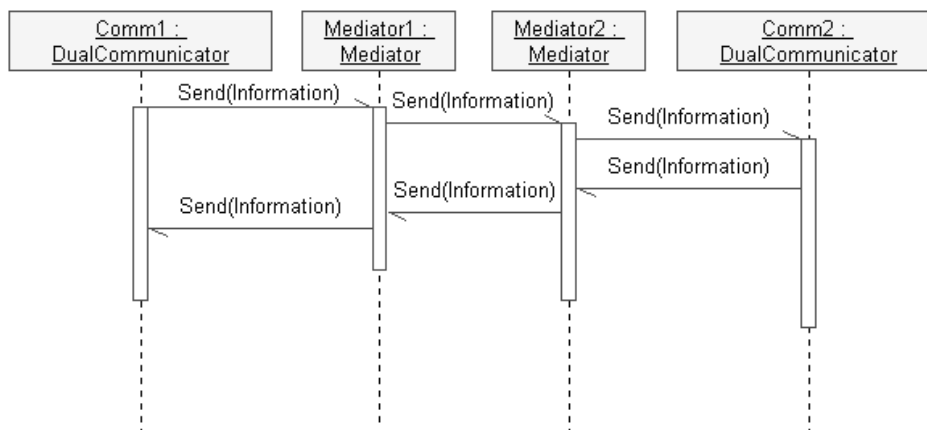 Comm1 :
DualCommunicator
Mediator1 :
Mediator
Mediator2 :
Mediator
Comm2 :
DualCommunicator
Send(Information)
Send(Information)
Send(Information)
Send(Information)
Send(Information)
Send(Information)